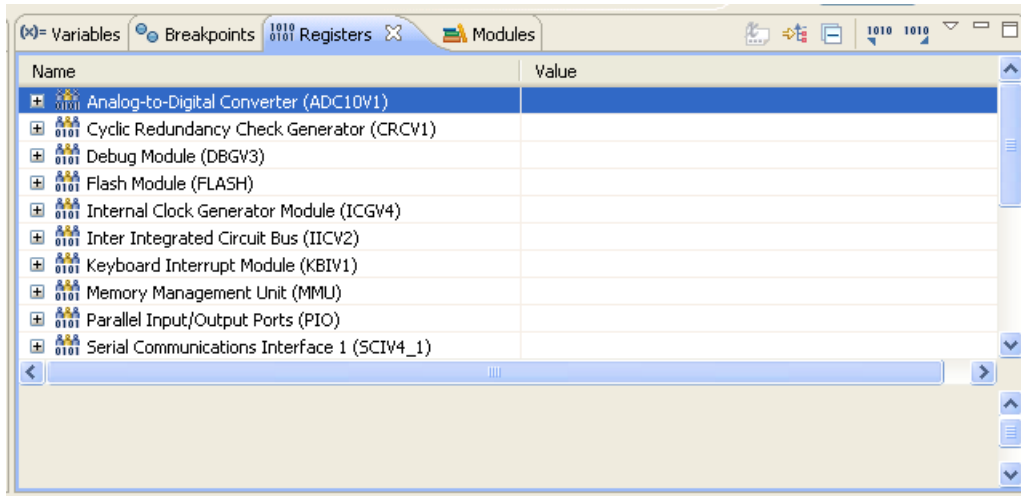 (x)= Variables Breakpoints 1010 0101 Registers Modules 1010 1010
Name Value
Analog-to-Digital Converter (ADC10V1)
Cyclic Redundancy Check Generator (CRCV1)
Debug Module (DBGV3)
Flash Module (FLASH)
Internal Clock Generator Module (ICGV4)
Inter Integrated Circuit Bus (IICV2)
Keyboard Interrupt Module (KBIV1)
Memory Management Unit (MMU)
Parallel Input/Output Ports (PIO)
Serial Communications Interface 1 (SCIV4_1)